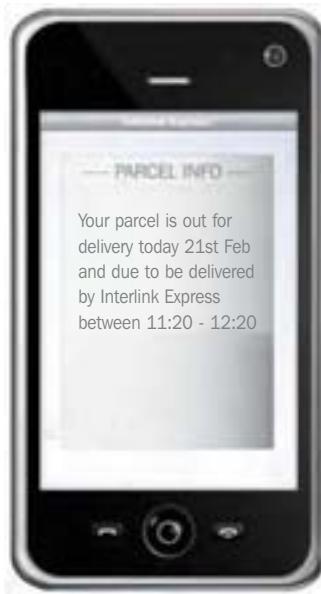 PARCEL INFO
Your parcel is out for
delivery today 21st Feb
and due to be delivered
by Interlink Express
between 11:20 - 12:20